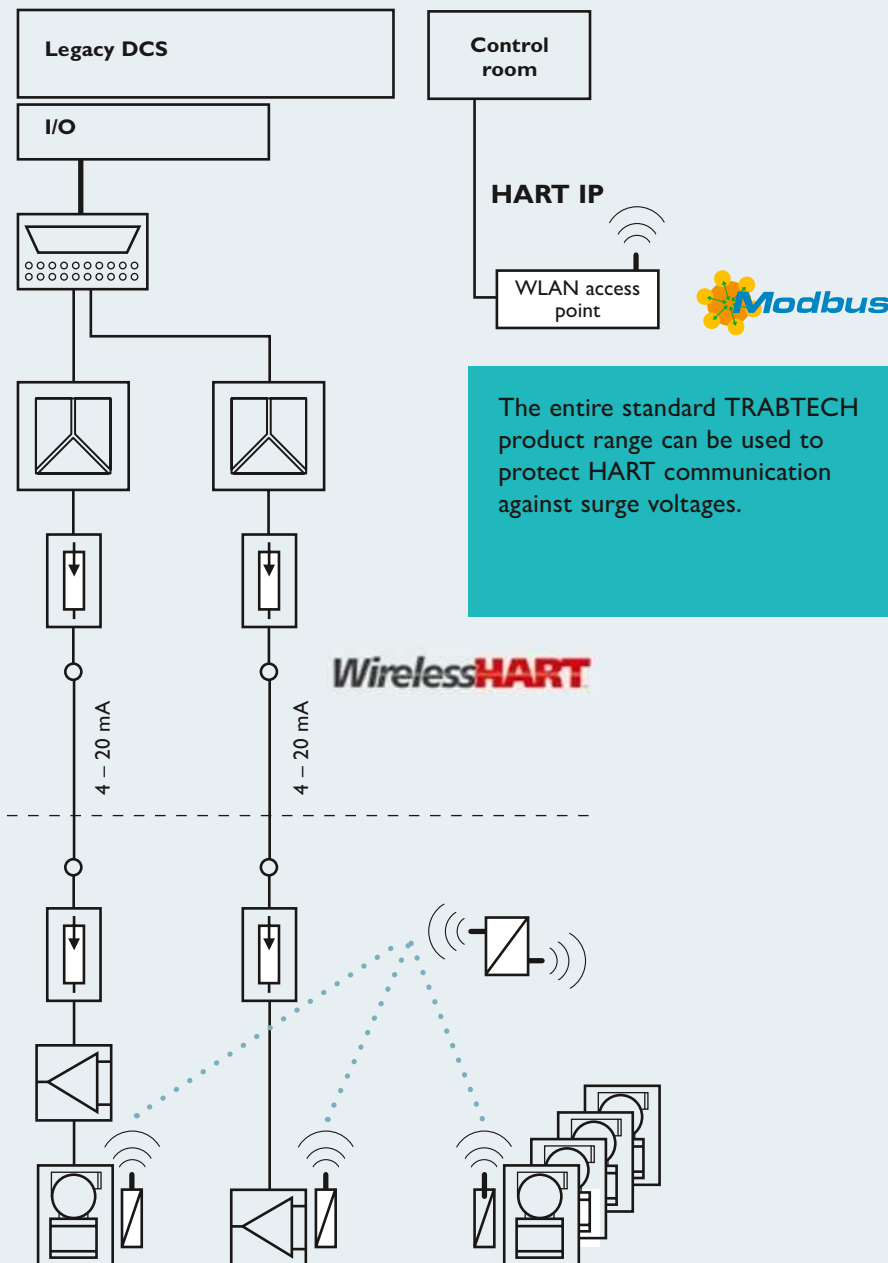 Legacy DCS
Control
room
I/O
HART IP
WLAN access
point
Modbus
The entire standard TRABTECH
product range can be used to
protect HART communication
against surge voltages.
WirelessHART
4 – 20 mA
4 – 20 mA